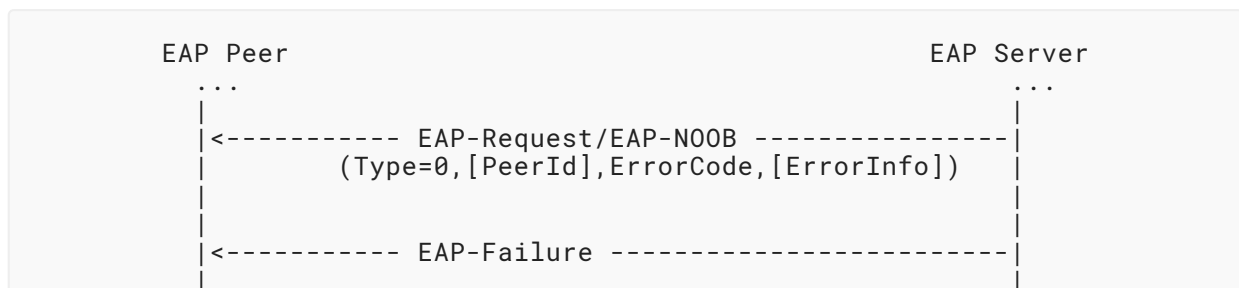 EAP Peer                                        EAP Server
  ...                                                ...
  |                                                  |
  |<----------- EAP-Request/EAP-NOOB ----------------|
  |        (Type=0,[PeerId],ErrorCode,[ErrorInfo])   |
  |                                                  |
  |                                                  |
  |<----------- EAP-Failure -------------------------|
  |                                                  |